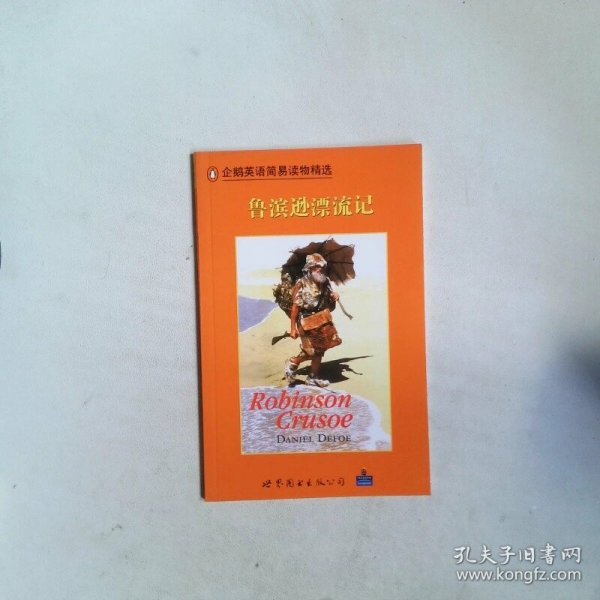 企鹅英语简易读物精选
鲁滨逊漂流记
Robinson
Crusoe
DANIEL DEFOE
世界图书出版公司
孔夫子旧书网
www.kongfz.com